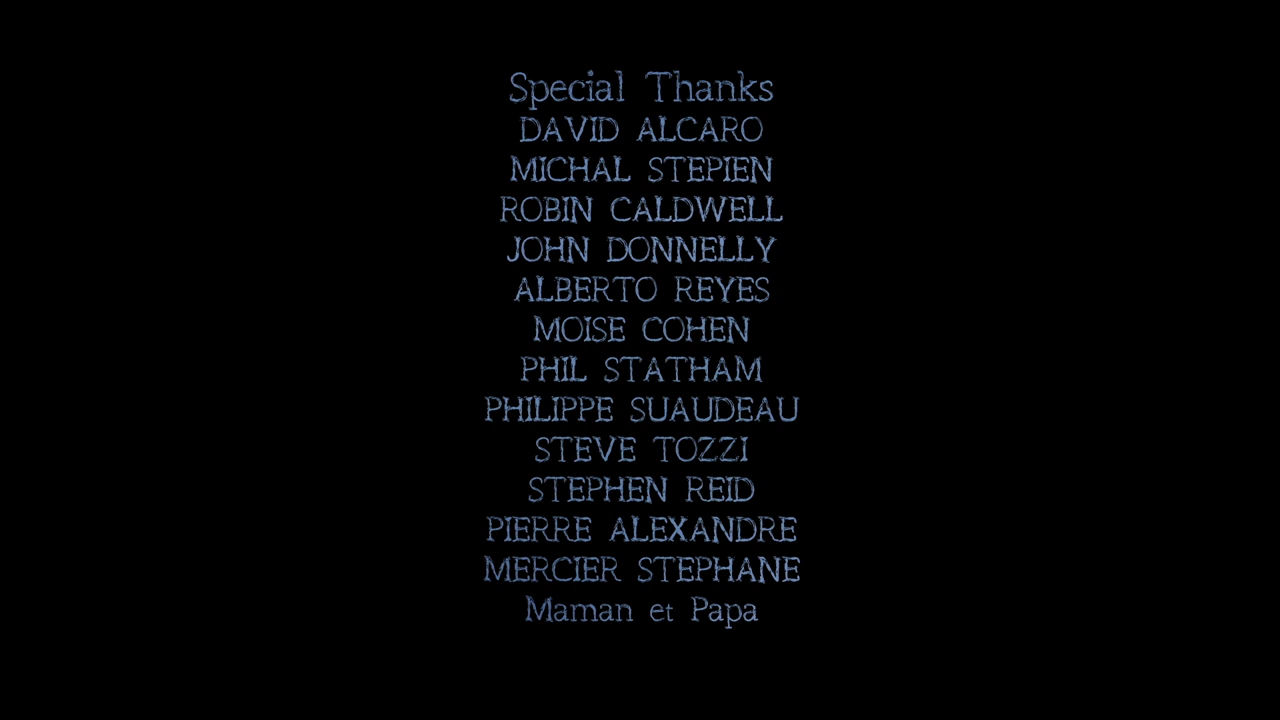 Special Thanks
DAVID ALCARO
MICHAL STEPIEN
ROBIN CALDWELL
JOHN DONNELLY
ALBERTO REYES
MOISE COHEN
PHIL STATHAM
PHILIPPE SUAUDEAU
STEVE TOZZI
STEPHEN REID
PIERRE ALEXANDRE
MERCIER STEPHANE
Maman et Papa